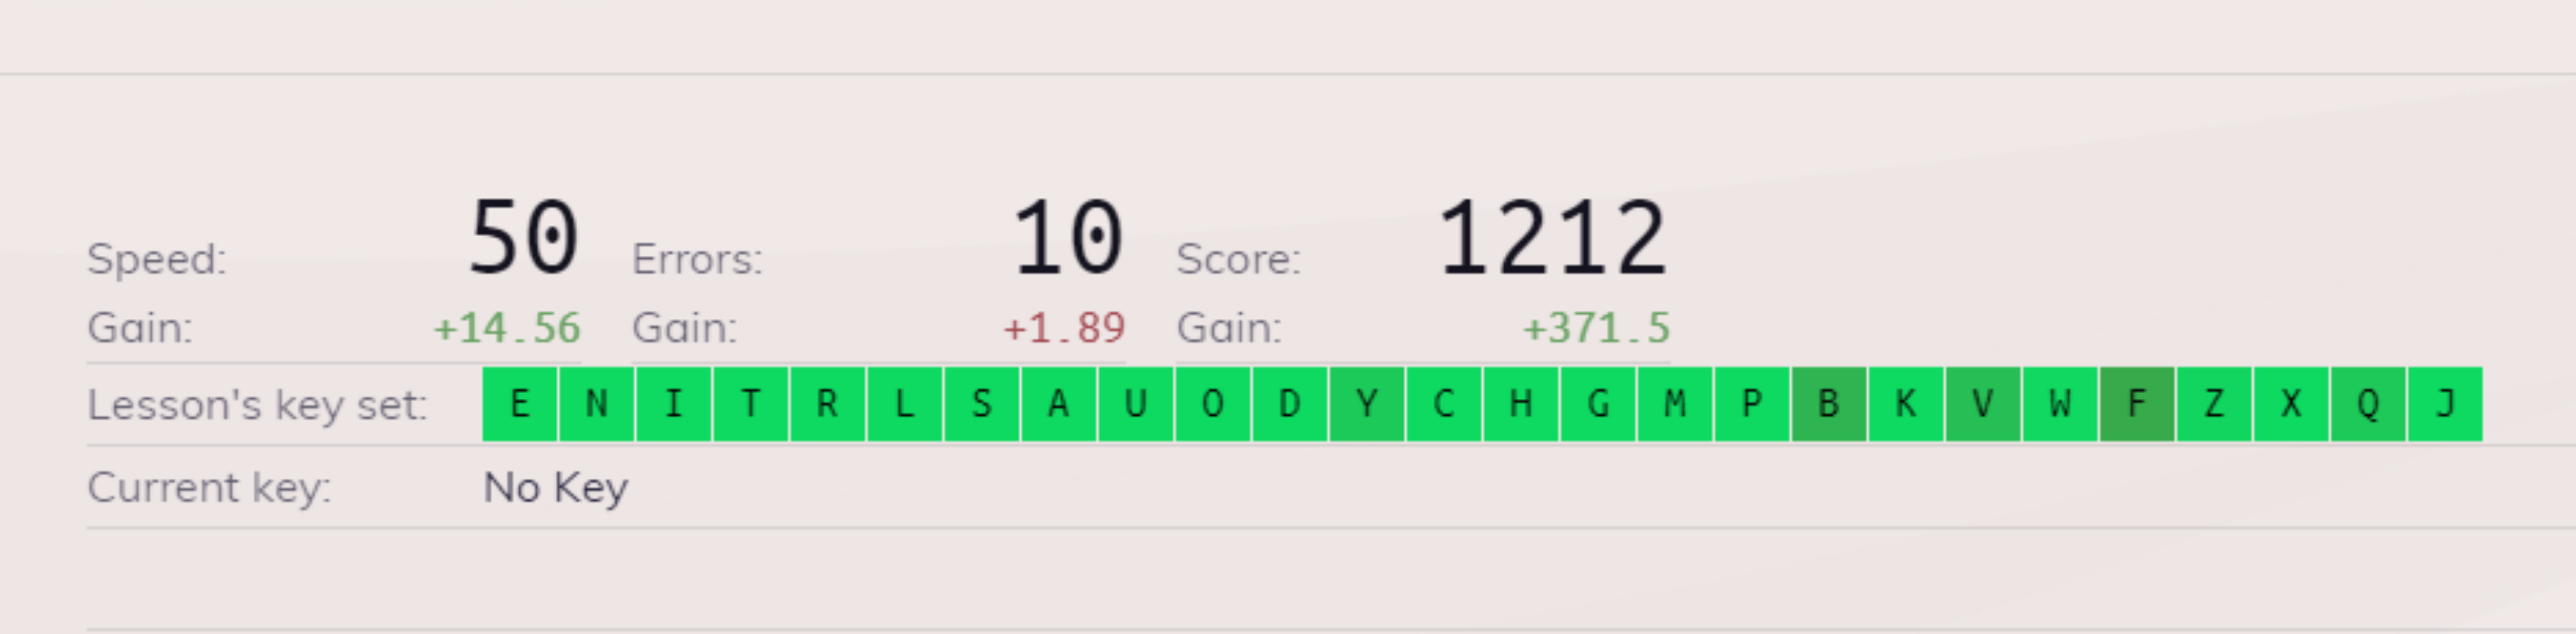 Speed: 50 Errors: 10 Score: 1212
Gain: +14.56 Gain: +1.89 Gain: +371.5
Lesson's key set: E N I T R L S A U O D Y C H G M P B K V W F Z X Q J
Current key: No Key